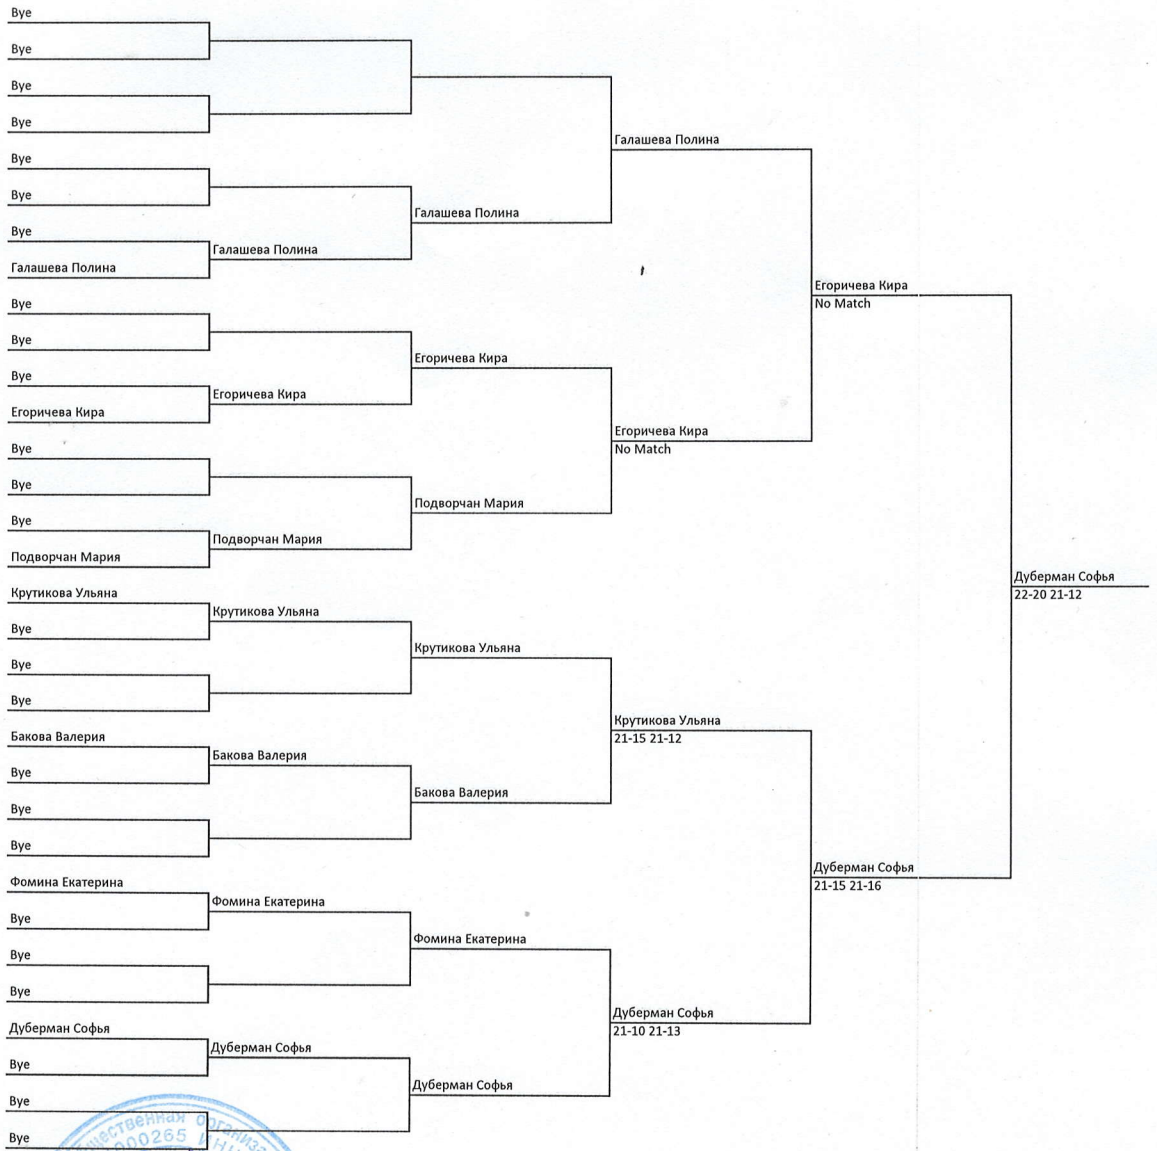 Bye
Bye
Bye
Bye
Bye
Bye
Bye
Галашева Полина
Bye
Bye
Bye
Егоричева Кира
Bye
Bye
Bye
Подворчан Мария
Крутикова Ульяна
Bye
Bye
Bye
Бакова Валерия
Bye
Bye
Bye
Фомина Екатерина
Bye
Bye
Bye
Дуберман Софья
Bye
Bye
Bye
Галашева Полина
Егоричева Кира
Подворчан Мария
Крутикова Ульяна
Бакова Валерия
Фомина Екатерина
Дуберман Софья
Галашева Полина
Егоричева Кира
Подворчан Мария
Крутикова Ульяна
Бакова Валерия
Фомина Екатерина
Дуберман Софья
Галашева Полина
Егоричева Кира
No Match
Крутикова Ульяна
21-15 21-12
Дуберман Софья
21-10 21-13
Егоричева Кира
No Match
Дуберман Софья
21-15 21-16
Дуберман Софья
22-20 21-12